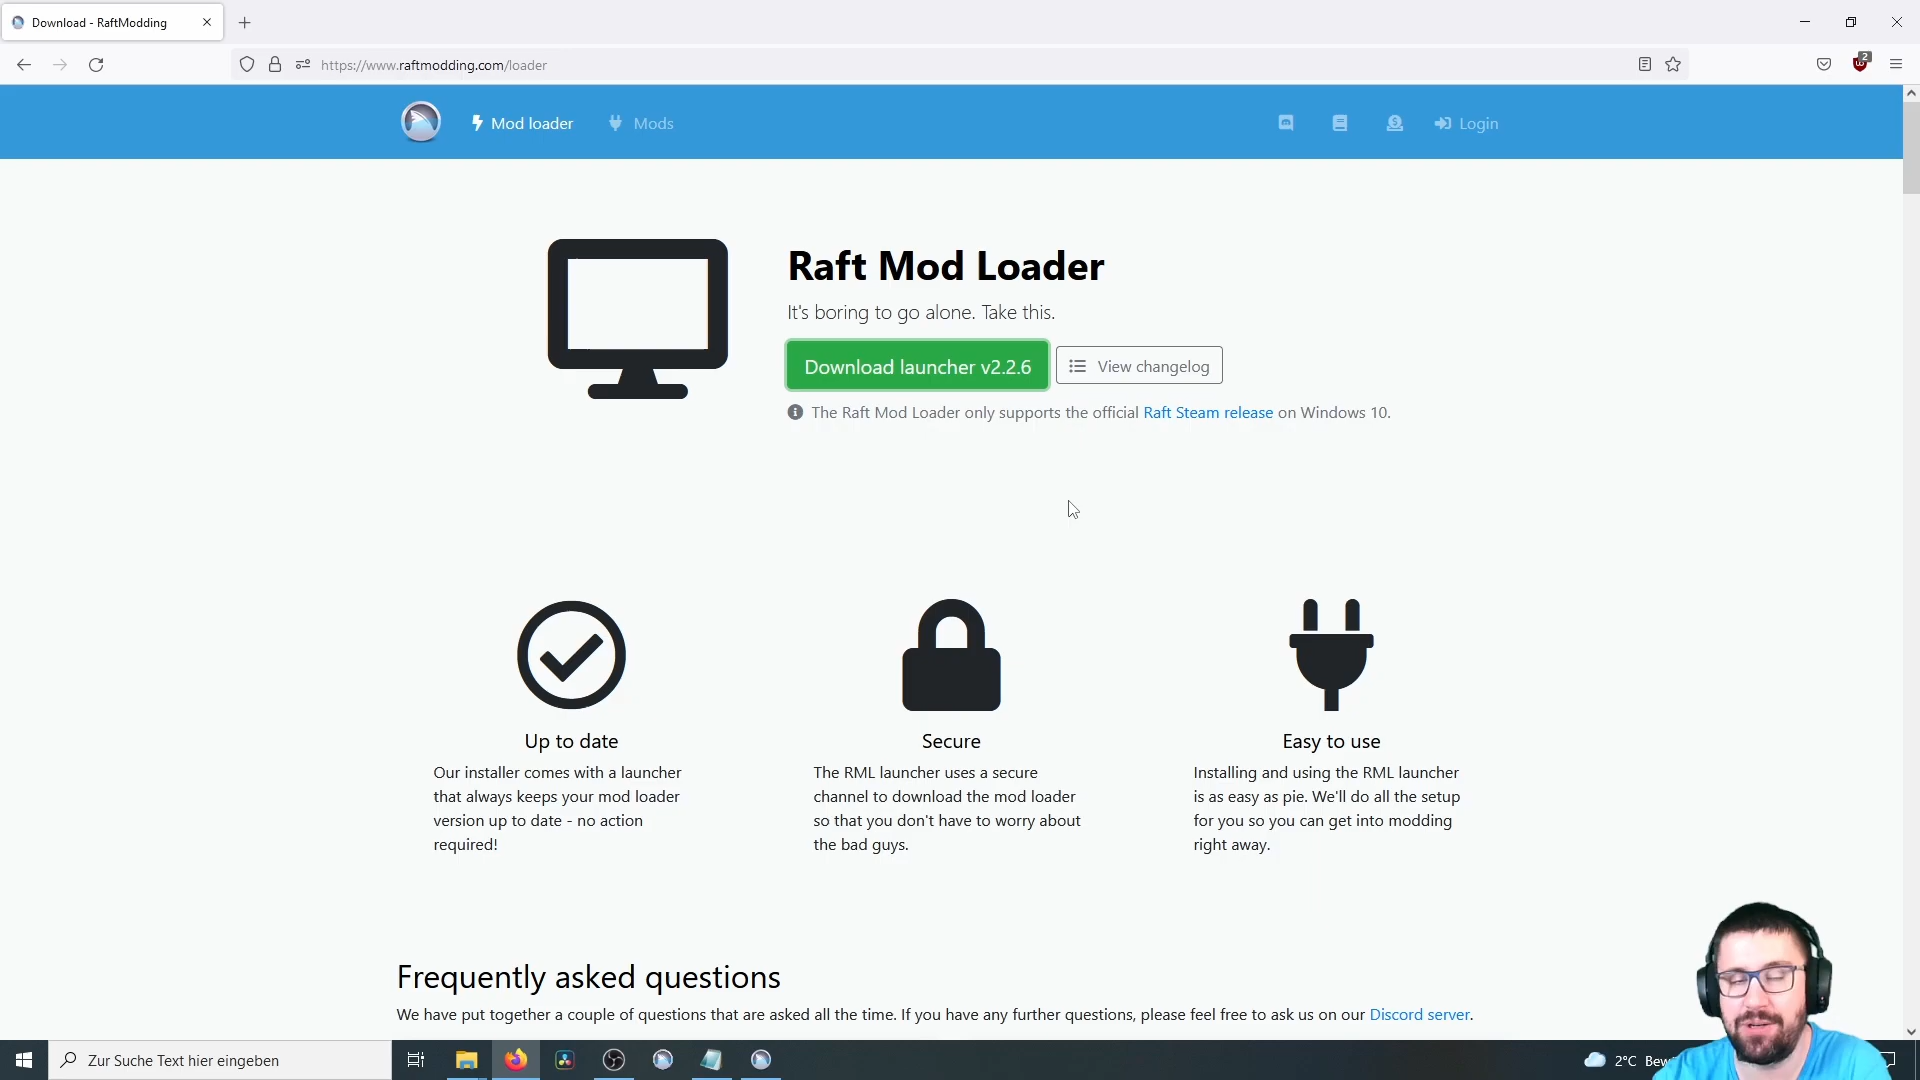 Download - RaftModding
https://www.raftmodding.com/loader
2
Mod loader
Mods
Login
Raft Mod Loader
It's boring to go alone. Take this.
Download launcher v2.2.6
View changelog
The Raft Mod Loader only supports the official Raft Steam release on Windows 10.
Up to date
Our installer comes with a launcher
that always keeps your mod loader
version up to date - no action
required!
Secure
The RML launcher uses a secure
channel to download the mod loader
so that you don't have to worry about
the bad guys.
Easy to use
Installing and using the RML launcher
is as easy as pie. We'll do all the setup
for you so you can get into modding
right away.
Frequently asked questions
We have put together a couple of questions that are asked all the time. If you have any further questions, please feel free to ask us on our Discord server.
Zur Suche Text hier eingeben
2°C